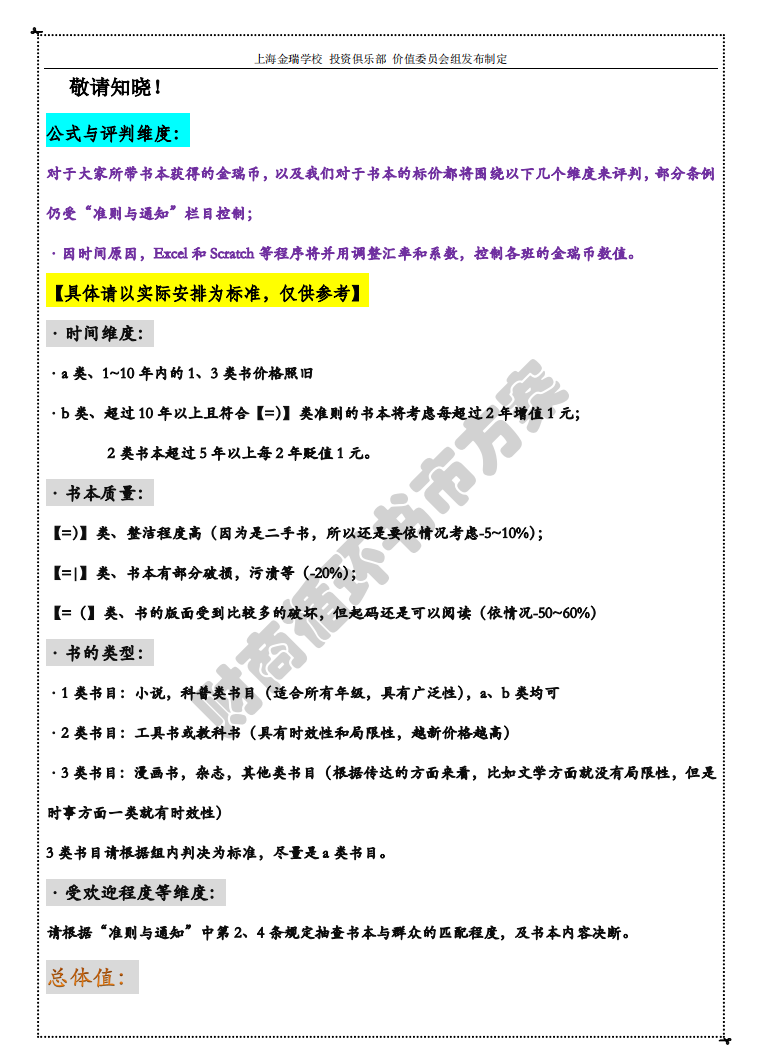 上海金瑞学校 投资俱乐部 价值委员会组发布制定
敬请知晓！
公式与评判维度：
对于大家所带书本获得的金瑞币，以及我们对于书本的标价都将围绕以下几个维度来评判，部分条例
仍受“准则与通知”栏目控制；
·因时间原因，Excel 和 Scratch 等程序将并用调整汇率和系数，控制各班的金瑞币数值。
【具体请以实际安排为标准，仅供参考】
·时间维度：
·a 类、1~10 年内的 1、3 类书价格照旧
·b 类、超过 10 年以上且符合【=)】类准则的书本将考虑每超过 2 年增值 1 元；
2 类书本超过 5 年以上每 2 年贬值 1 元。
·书本质量：
【=)】类、整洁程度高（因为是二手书，所以还是要依情况考虑-5~10%）；
【=|】类、书本有部分破损，污渍等（-20%）；
【=（】类、书的版面受到比较多的破坏，但起码还是可以阅读（依情况-50~60%）
·书的类型：
·1 类书目：小说，科普类书目（适合所有年级，具有广泛性），a、b 类均可
·2 类书目：工具书或教科书（具有时效性和局限性，越新价格越高）
·3 类书目：漫画书，杂志，其他类书目（根据传达的方面来看，比如文学方面就没有局限性，但是
时事方面一类就有时效性）
3 类书目请根据组内判决为标准，尽量是 a 类书目。
·受欢迎程度等维度：
请根据“准则与通知”中第 2、4 条规定抽查书本与群众的匹配程度，及书本内容决断。
总体值：
财商循环书市方案